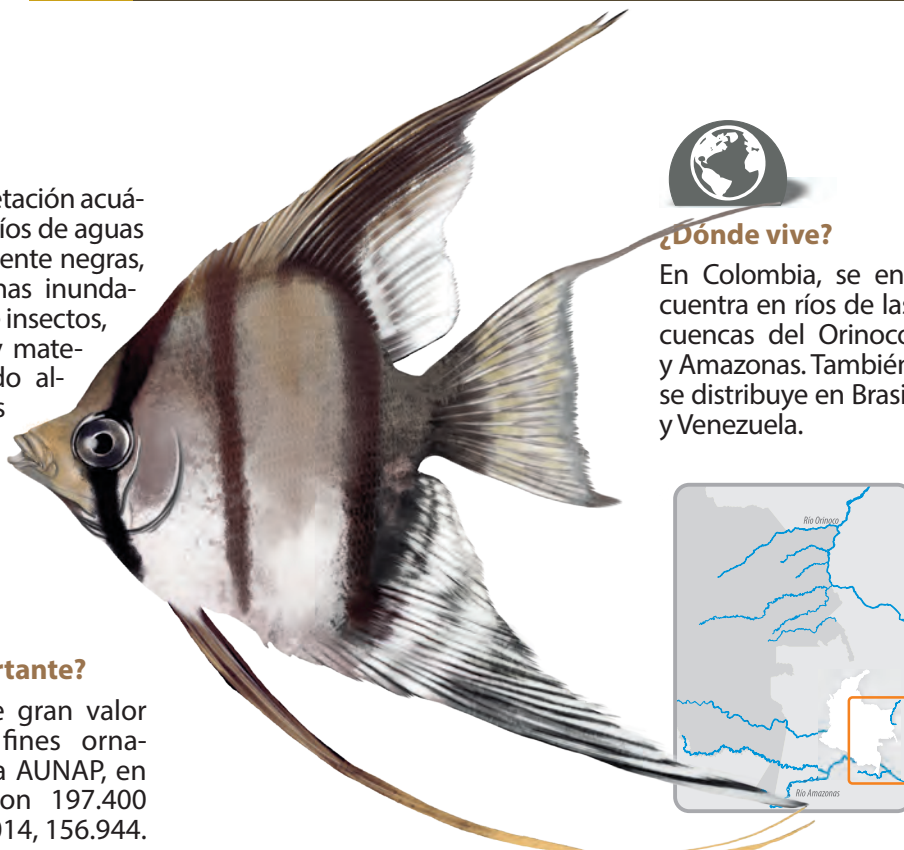 etación acuá-
íos de aguas
ente negras,
nas inunda-
insectos,
y mate-
do al-
s
rtante?
e gran valor
fines orna-
a AUNAP, en
on 197.400
014, 156.944.
¿Dónde vive?
En Colombia, se en-
cuentra en ríos de las
cuencas del Orinoco
y Amazonas. También
se distribuye en Brasi
y Venezuela.
Río Orinoco
Río Amazonas